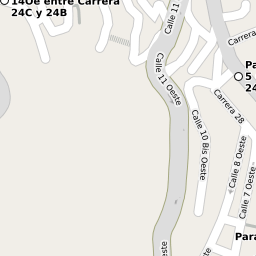 14Oe entre Carrera
24C y 24B
Calle 11
Carrera
Calle 11 Oeste
Pa
5
24
Carrera 28
Calle 10 Bis Oeste
Calle 8 Oeste
Calle 7 Oeste
Para